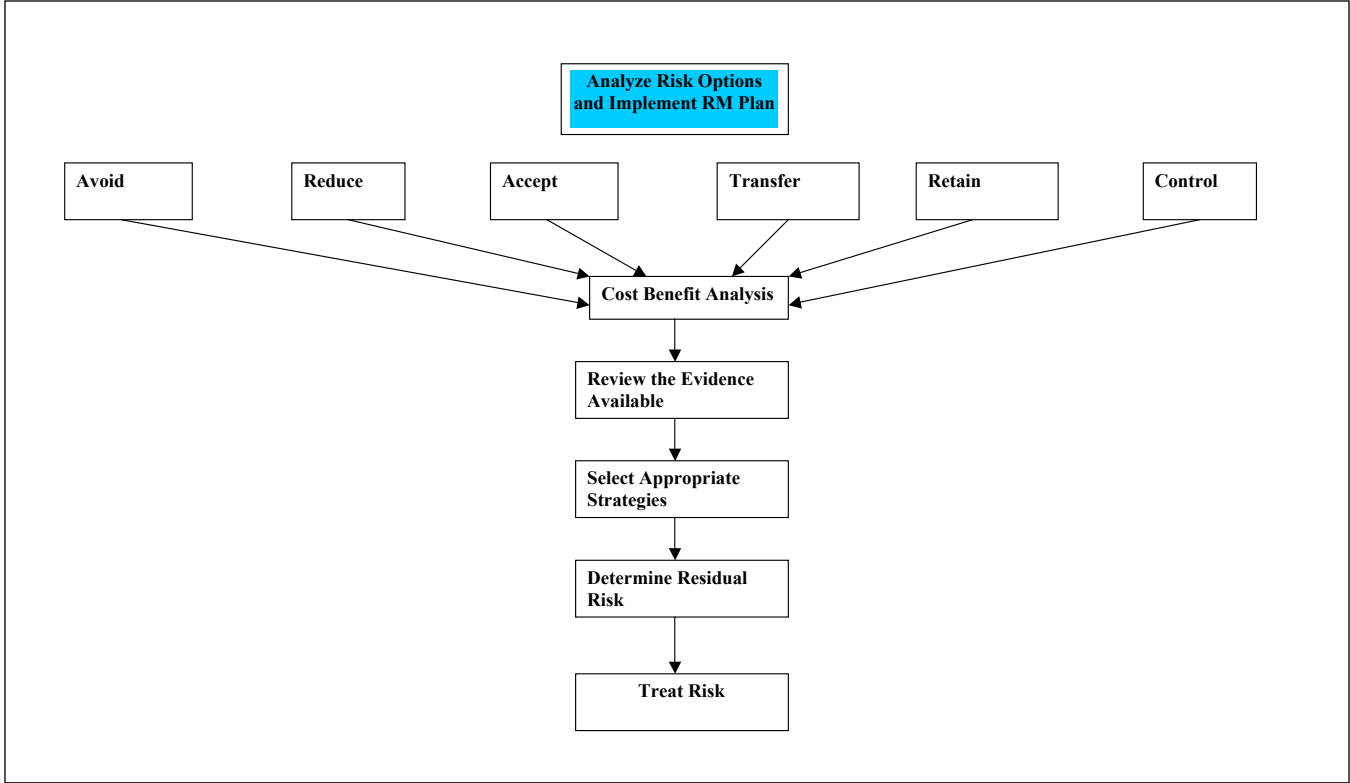 Analyze Risk Options
and Implement RM Plan
Avoid
Reduce
Accept
Transfer
Retain
Control
Cost Benefit Analysis
Review the Evidence
Available
Select Appropriate
Strategies
Determine Residual
Risk
Treat Risk